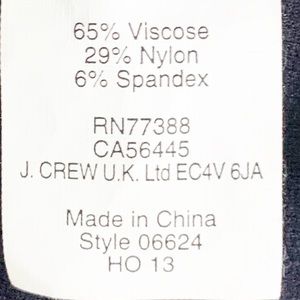 65% Viscose
29% Nylon
6% Spandex
RN77388
CA56445
J. CREW U.K. Ltd EC4V 6JA
Made in China
Style 06624
HO 13